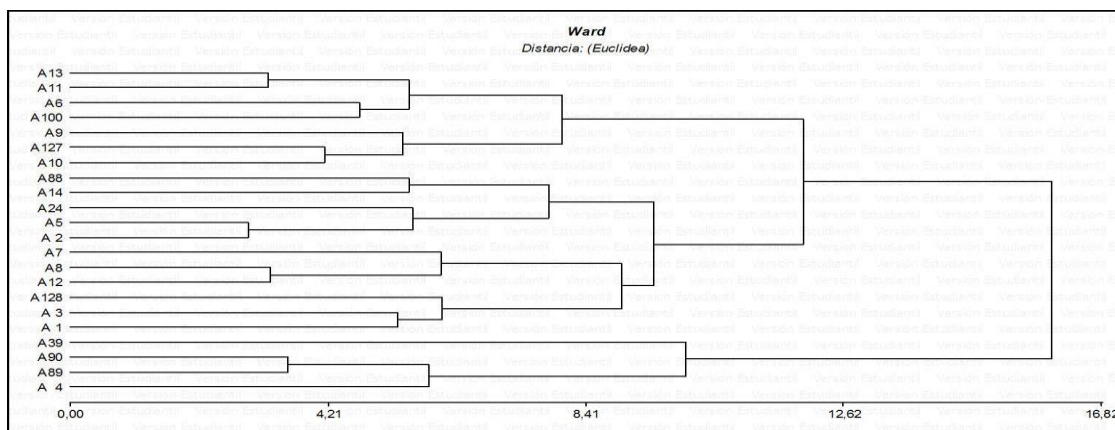 Ward
Distancia: (Euclidea)
A13
A11
A6
A100
A9
A127
A10
A88
A14
A24
A5
A 2
A7
A8
A12
A128
A 3
A 1
A39
A90
A89
A 4
0,00 4,21 8,41 12,62 16,82